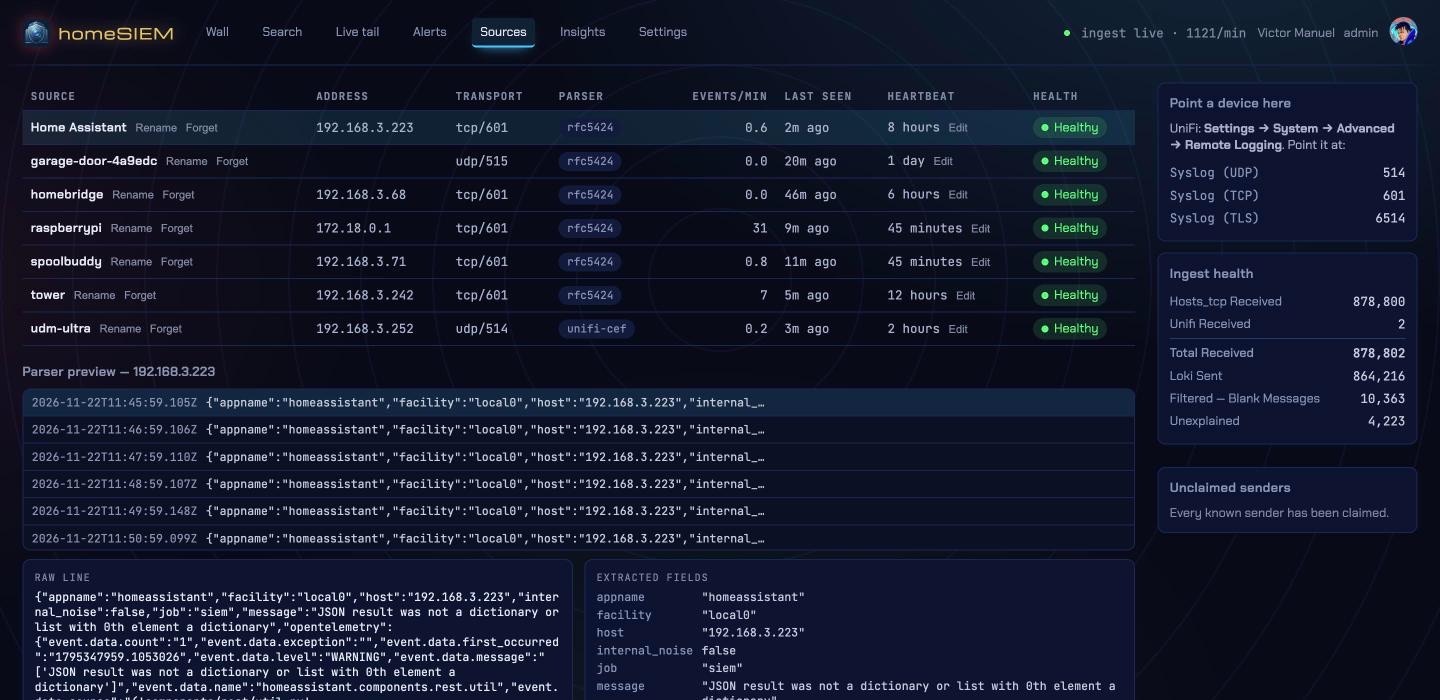 homeSIEM Wall Search Live tail Alerts Sources Insights Settings ingest live · 1121/min Victor Manuel admin
SOURCE ADDRESS TRANSPORT PARSER EVENTS/MIN LAST SEEN HEARTBEAT HEALTH
Home Assistant Rename Forget 192.168.3.223 tcp/601 rfc5424 0.6 2m ago 8 hours Edit Healthy
garage-door-4a9edc Rename Forget udp/515 rfc5424 0.0 20m ago 1 day Edit Healthy
homebridge Rename Forget 192.168.3.68 tcp/601 rfc5424 0.0 46m ago 6 hours Edit Healthy
raspberrypi Rename Forget 172.18.0.1 tcp/601 rfc5424 31 9m ago 45 minutes Edit Healthy
spoolbuddy Rename Forget 192.168.3.71 tcp/601 rfc5424 0.8 11m ago 45 minutes Edit Healthy
tower Rename Forget 192.168.3.242 tcp/601 rfc5424 7 5m ago 12 hours Edit Healthy
udm-ultra Rename Forget 192.168.3.252 udp/514 unifi-cef 0.2 3m ago 2 hours Edit Healthy
Parser preview — 192.168.3.223
2026-11-22T11:45:59.105Z {"appname":"homeassistant","facility":"local0","host":"192.168.3.223","internal_…
2026-11-22T11:46:59.106Z {"appname":"homeassistant","facility":"local0","host":"192.168.3.223","internal_…
2026-11-22T11:47:59.110Z {"appname":"homeassistant","facility":"local0","host":"192.168.3.223","internal_…
2026-11-22T11:48:59.107Z {"appname":"homeassistant","facility":"local0","host":"192.168.3.223","internal_…
2026-11-22T11:49:59.148Z {"appname":"homeassistant","facility":"local0","host":"192.168.3.223","internal_…
2026-11-22T11:50:59.099Z {"appname":"homeassistant","facility":"local0","host":"192.168.3.223","internal_…
RAW LINE
{"appname":"homeassistant","facility":"local0","host":"192.168.3.223","inter
nal_noise":false,"job":"siem","message":"JSON result was not a dictionary or
list with 0th element a dictionary","opentelemetry":
{"event.data.count":"1","event.data.exception":"","event.data.first_occurred
":"1795347959.1053026","event.data.level":"WARNING","event.data.message":"
['JSON result was not a dictionary or list with 0th element a
dictionary']","event.data.name":"homeassistant.components.rest.util","event.
EXTRACTED FIELDS
appname "homeassistant"
facility "local0"
host "192.168.3.223"
internal_noise false
job "siem"
message "JSON result was not a dictionary or list with 0th element a
Point a device here
UniFi: Settings → System → Advanced
→ Remote Logging. Point it at:
Syslog (UDP) 514
Syslog (TCP) 601
Syslog (TLS) 6514
Ingest health
Hosts_tcp Received 878,800
Unifi Received 2
Total Received 878,802
Loki Sent 864,216
Filtered — Blank Messages 10,363
Unexplained 4,223
Unclaimed senders
Every known sender has been claimed.